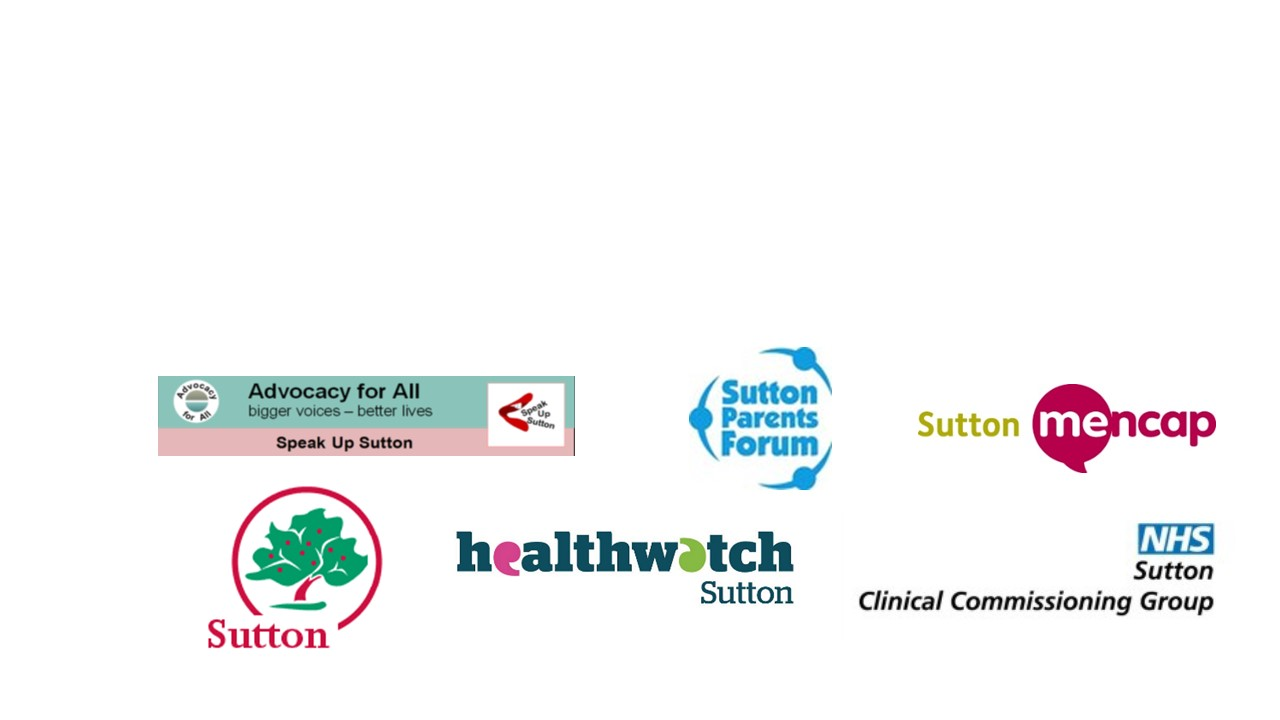 Advocacy for All
Advocacy for All
bigger voices – better lives
Speak Up Sutton
Speak
Up
Sutton
Sutton
Parents
Forum
Sutton mencap
Sutton
healthwatch
Sutton
NHS
Sutton
Clinical Commissioning Group